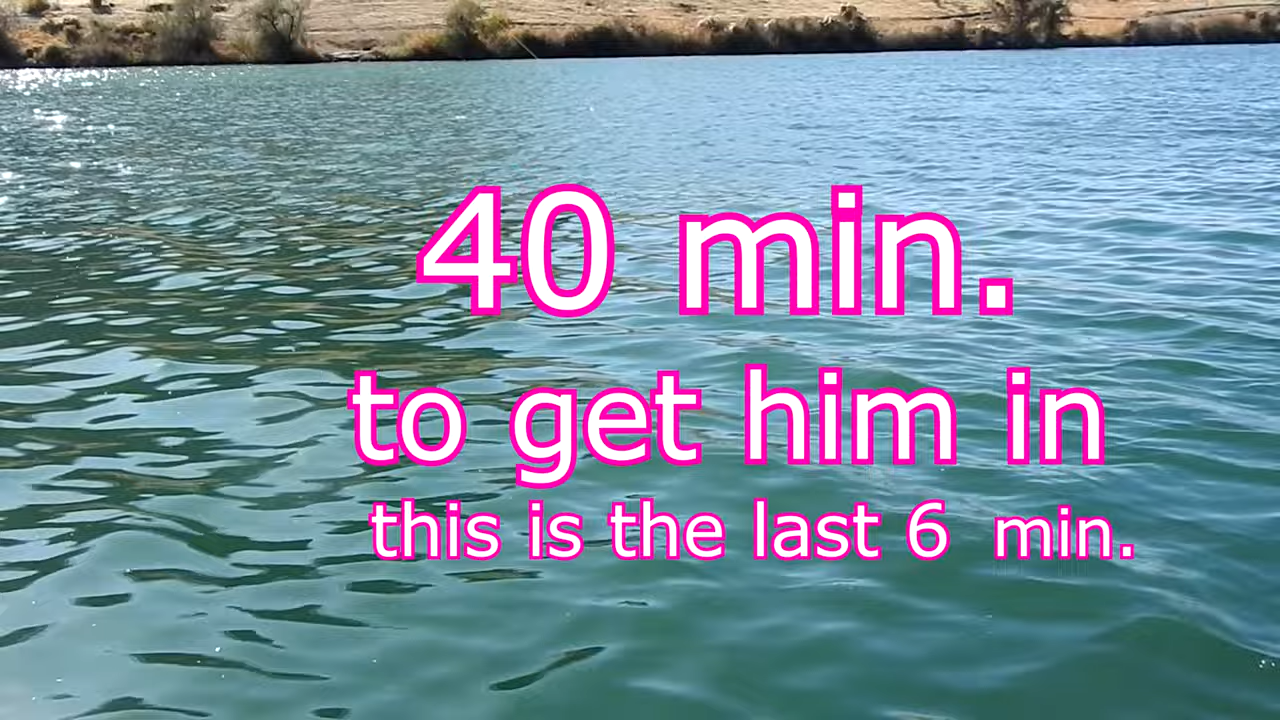 40 min.
to get him in
this is the last 6 min.